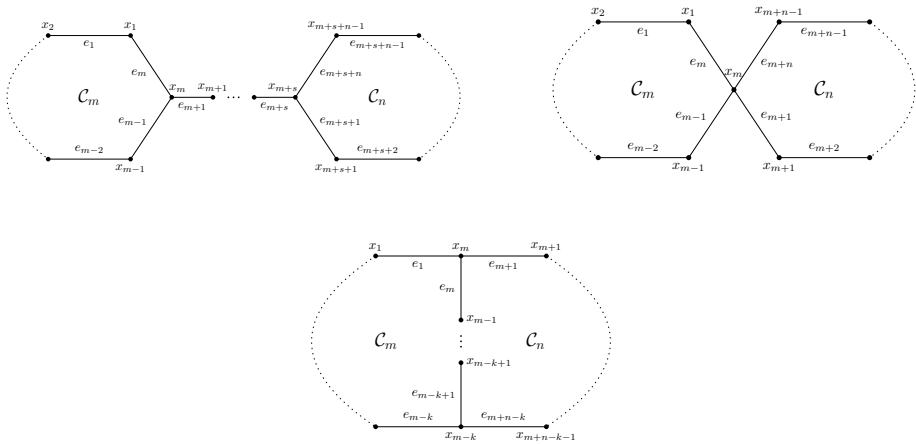 x_2 x_1 x_{m+s+n-1}
e_1 e_{m+s+n-1}
e_m e_{m+s+n}
C_m x_m x_{m+1} ⋯ x_{m+s} C_n
e_{m+1} e_{m+s}
e_{m-1} e_{m+s+1}
e_{m-2} e_{m+s+2}
x_{m-1} x_{m+s+1}
x_2 x_1 x_{m+n-1}
e_1 e_{m+n-1}
e_m e_{m+n}
x_m
C_m C_n
e_{m-1} e_{m+1}
e_{m-2} e_{m+2}
x_{m-1} x_{m+1}
x_1 x_m x_{m+1}
e_1 e_{m+1}
e_m
x_{m-1}
C_m ⋮ C_n
x_{m-k+1}
e_{m-k+1}
e_{m-k} e_{m+n-k}
x_{m-k} x_{m+n-k-1}